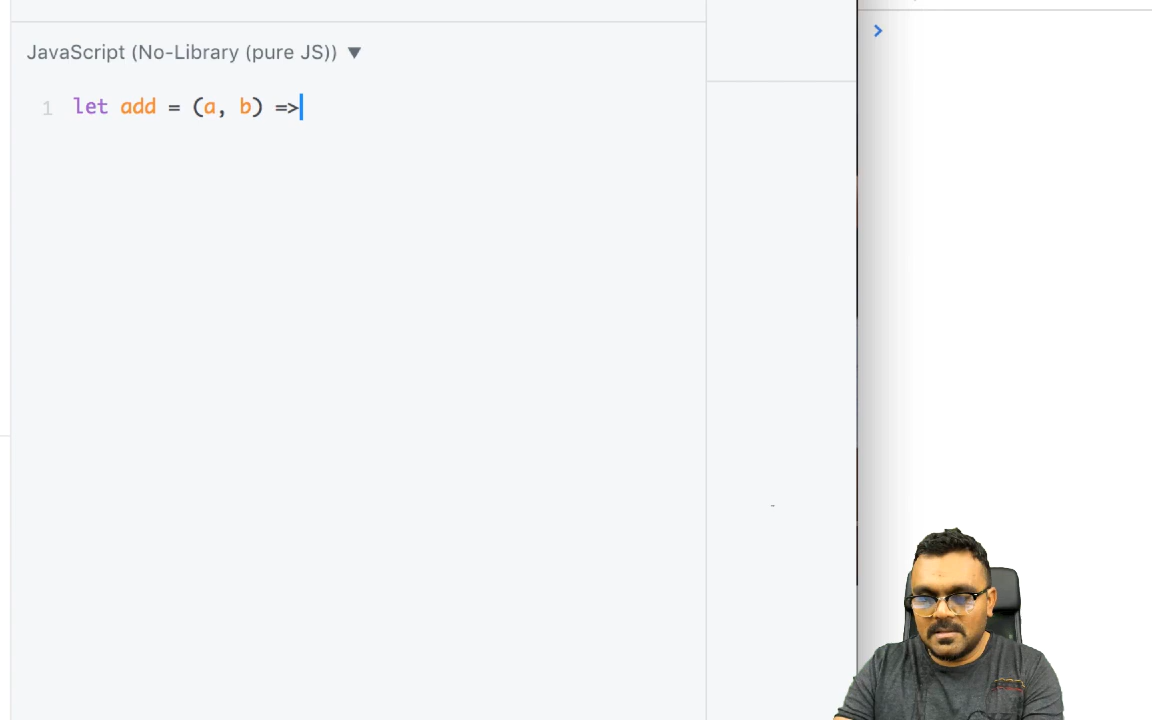 JavaScript (No-Library (pure JS)) ▼
1 let add = (a, b) =>